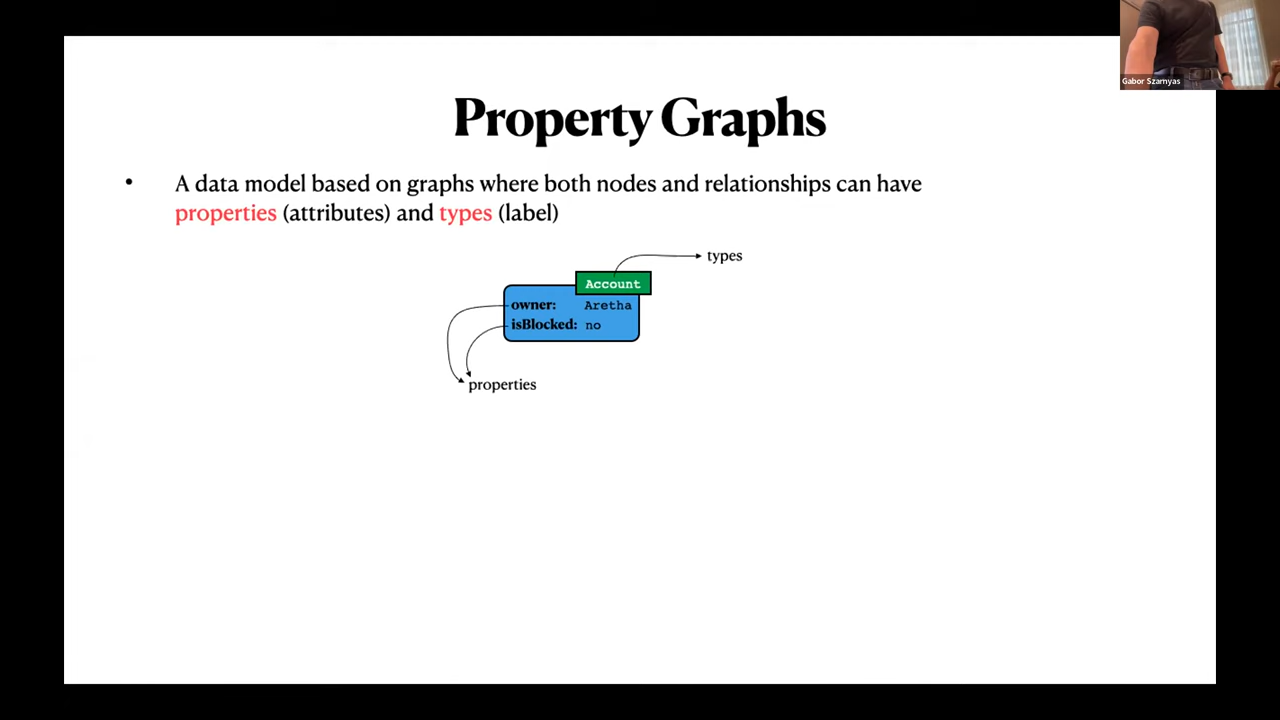 Gabor Szarnyas
Property Graphs
• A data model based on graphs where both nodes and relationships can have
properties (attributes) and types (label)
types
Account
owner: Aretha
isBlocked: no
properties